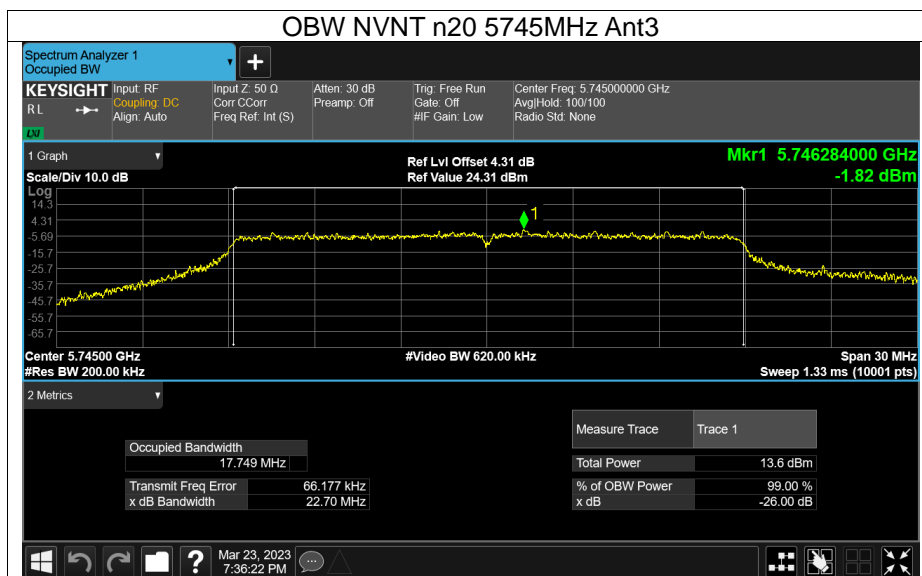 OBW NVNT n20 5745MHz Ant3
Spectrum Analyzer 1
Occupied BW
+
KEYSIGHT
R L
LXI
Input: RF
Coupling: DC
Align: Auto
Input Z: 50 Ω
Corr CCorr
Freq Ref: Int (S)
Atten: 30 dB
Preamp: Off
Trig: Free Run
Gate: Off
#IF Gain: Low
Center Freq: 5.745000000 GHz
Avg|Hold: 100/100
Radio Std: None
1 Graph
Scale/Div 10.0 dB
Ref Lvl Offset 4.31 dB
Ref Value 24.31 dBm
Mkr1 5.746284000 GHz
-1.82 dBm
Log
14.3
4.31
-5.69
-15.7
-25.7
-35.7
-45.7
-55.7
-65.7
1
Center 5.74500 GHz
#Res BW 200.00 kHz
#Video BW 620.00 kHz
Span 30 MHz
Sweep 1.33 ms (10001 pts)
2 Metrics
Occupied Bandwidth
17.749 MHz
Transmit Freq Error 66.177 kHz
x dB Bandwidth 22.70 MHz
Measure Trace Trace 1
Total Power 13.6 dBm
% of OBW Power 99.00 %
x dB -26.00 dB
?
Mar 23, 2023
7:36:22 PM